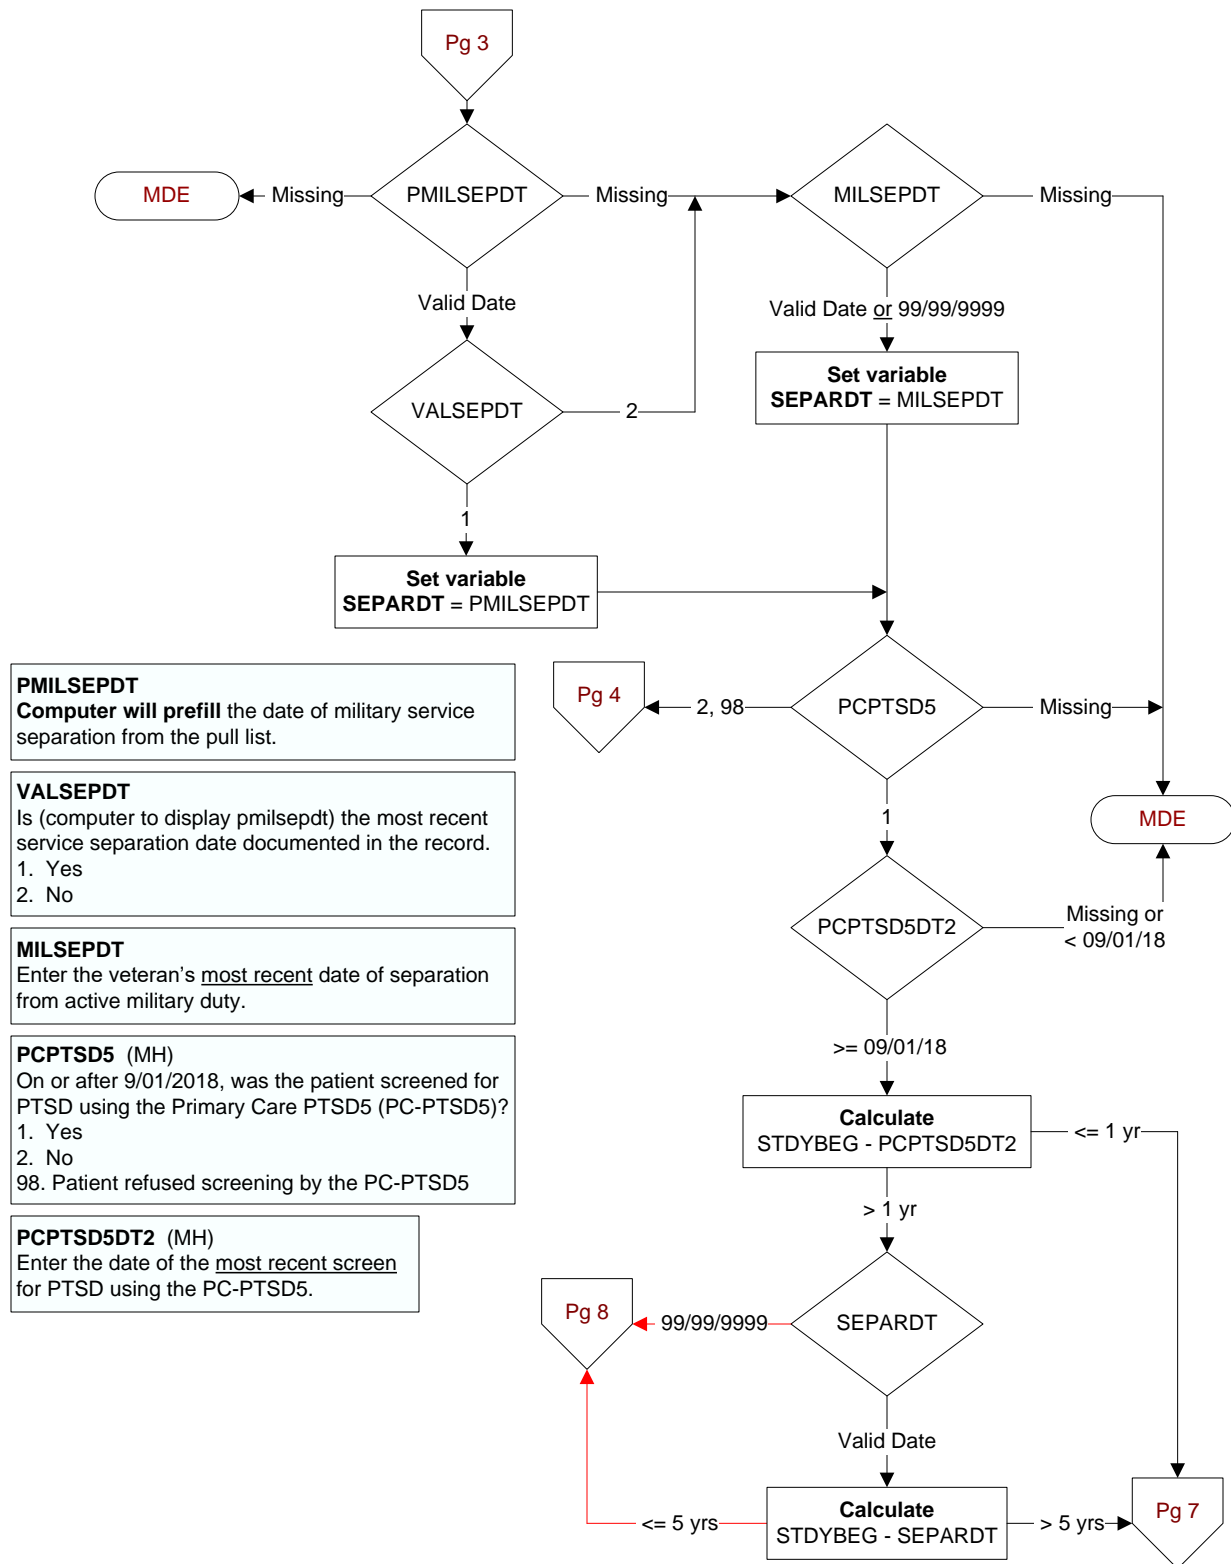 Pg 3
MDE
Missing
PMILSEPDT
Missing
MILSEPDT
Missing
Valid Date
Valid Date or 99/99/9999
VALSEPDT
2
Set variable
SEPARDT = MILSEPDT
1
Set variable
SEPARDT = PMILSEPDT
PMILSEPDT
Computer will prefill the date of military service
separation from the pull list.
VALSEPDT
Is (computer to display pmilsepdt) the most recent
service separation date documented in the record.
1. Yes
2. No
MILSEPDT
Enter the veteran's most recent date of separation
from active military duty.
PCPTSD5 (MH)
On or after 9/01/2018, was the patient screened for
PTSD using the Primary Care PTSD5 (PC-PTSD5)?
1. Yes
2. No
98. Patient refused screening by the PC-PTSD5
PCPTSD5DT2 (MH)
Enter the date of the most recent screen
for PTSD using the PC-PTSD5.
Pg 4
2, 98
PCPTSD5
Missing
1
MDE
PCPTSD5DT2
Missing or
< 09/01/18
>= 09/01/18
Calculate
STDYBEG - PCPTSD5DT2
<= 1 yr
> 1 yr
Pg 8
99/99/9999
SEPARDT
Valid Date
<= 5 yrs
Calculate
STDYBEG - SEPARDT
> 5 yrs
Pg 7